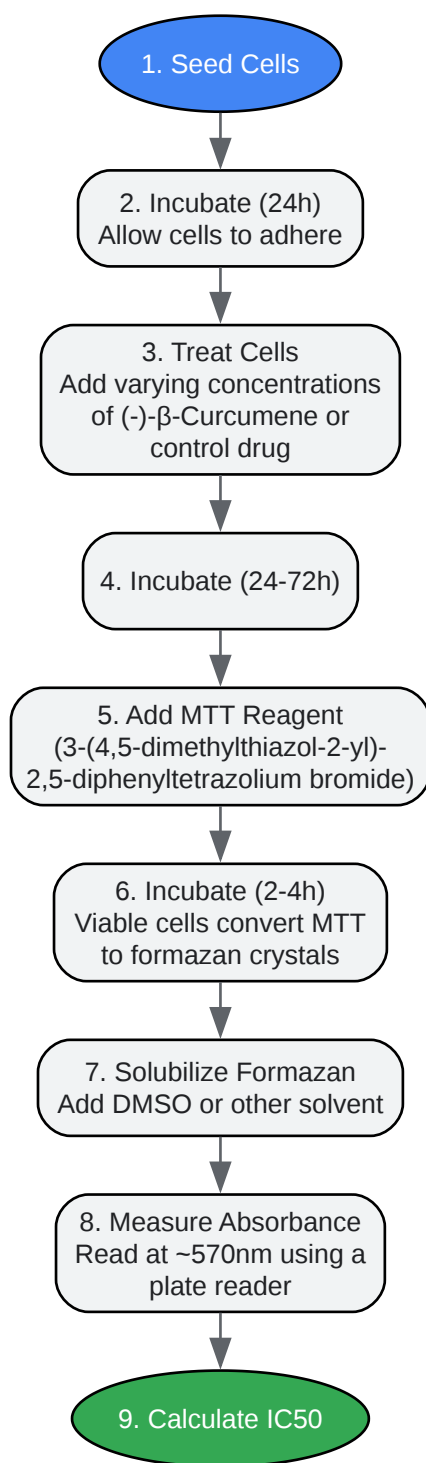 1. Seed Cells
2. Incubate (24h)
Allow cells to adhere
3. Treat Cells
Add varying concentrations
of (-)-β-Curcumene or
control drug
4. Incubate (24-72h)
5. Add MTT Reagent
(3-(4,5-dimethylthiazol-2-yl)-
2,5-diphenyltetrazolium bromide)
6. Incubate (2-4h)
Viable cells convert MTT
to formazan crystals
7. Solubilize Formazan
Add DMSO or other solvent
8. Measure Absorbance
Read at ~570nm using a
plate reader
9. Calculate IC50